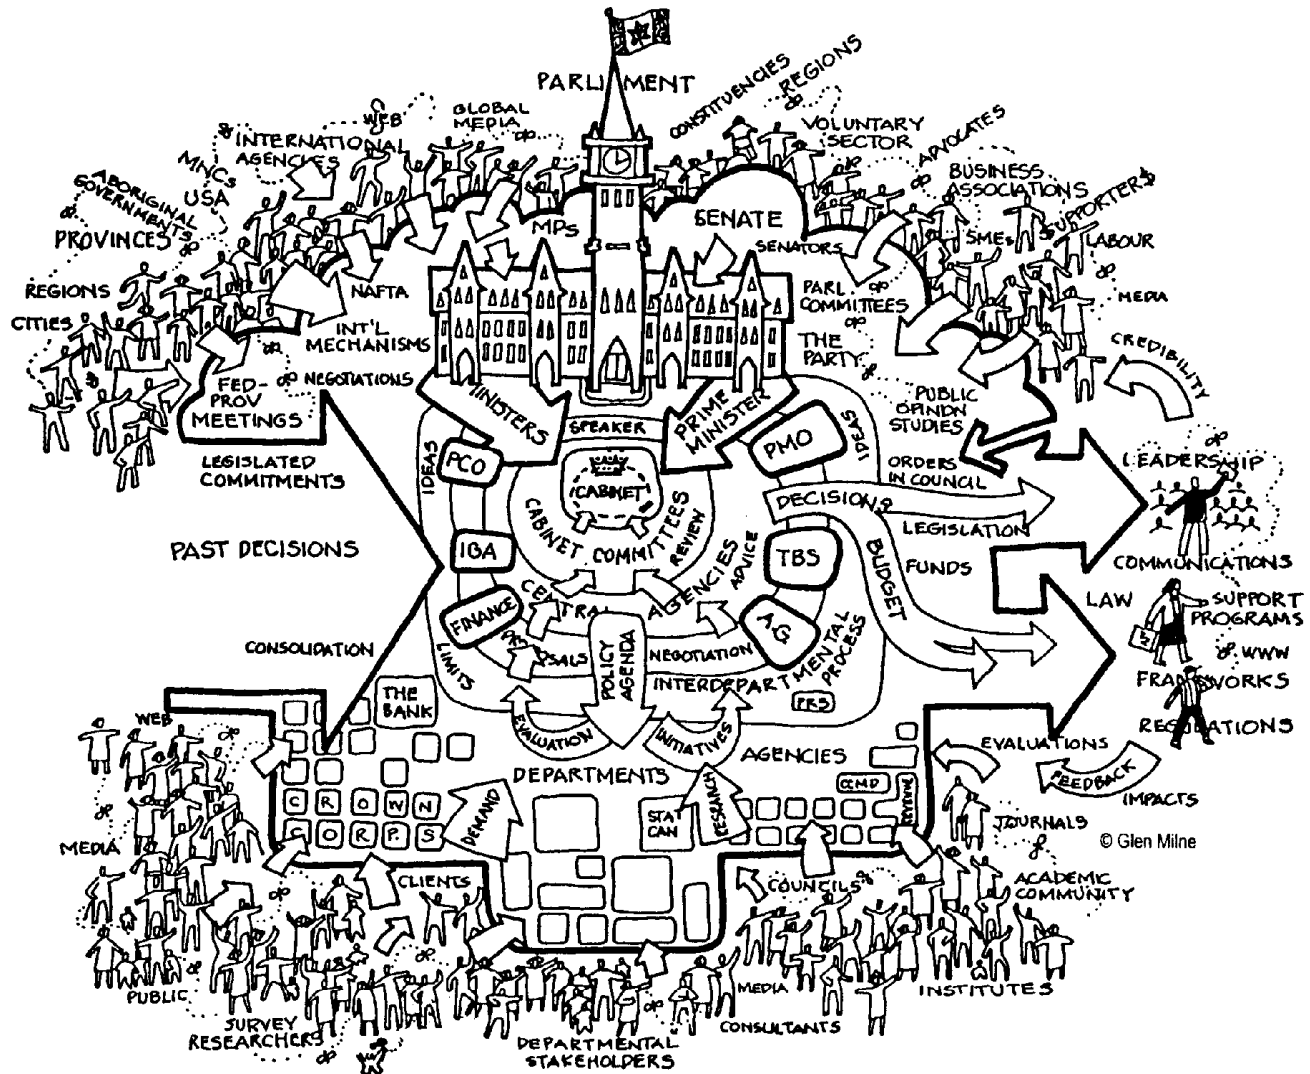 PARLIAMENT
CONSTITUENCIES
REGIONS
WEB
GLOBAL
MEDIA
INTERNATIONAL
AGENCIES
VOLUNTARY
SECTOR
ADVOCATES
MNCs
USA
BUSINESS
ASSOCIATIONS
SUPPORTER$
ABORIGINAL
GOVERNMENTS
PROVINCES
MPs
SENATE
SENATORS
SMEs
LABOUR
REGIONS
NAFTA
PARL.
COMMITTEES
MEDIA
CITIES
INT'L
MECHANISMS
THE
PARTY
CREDIBILITY
FED-
PROV
MEETINGS
NEGOTIATIONS
MINISTERS
PRIME
MINISTER
PUBLIC
OPINION
STUDIES
SPEAKER
IDEAS
PCO
PMO
IDEAS
LEGISLATED
COMMITMENTS
ORDERS
IN COUNCIL
LEADERSHIP
CABINET
DECISIONS
LEGISLATION
CABINET COMMITTEES
REVIEW
PAST DECISIONS
IBA
TBS
ADVICE
BUDGET
FUNDS
COMMUNICATIONS
CENTRAL AGENCIES
FINANCE
A.G
LAW
SUPPORT
PROGRAMS
PROPOSALS
POLICY
AGENDA
NEGOTIATION
CONSOLIDATION
LIMITS
INTERDEPARTMENTAL
PROCESS
WWW
FRAMEWORKS
THE
BANK
PRS
REGULATIONS
WEB
EVALUATION
INITIATIVES
AGENCIES
EVALUATIONS
DEPARTMENTS
FEEDBACK
IMPACTS
CROWN
CORPS
DEMAND
STAT
CAN
RESEARCH
MEDIA
JOURNALS
© Glen Milne
CLIENTS
COUNCILS
ACADEMIC
COMMUNITY
PUBLIC
MEDIA
INSTITUTES
SURVEY
RESEARCHERS
CONSULTANTS
DEPARTMENTAL
STAKEHOLDERS